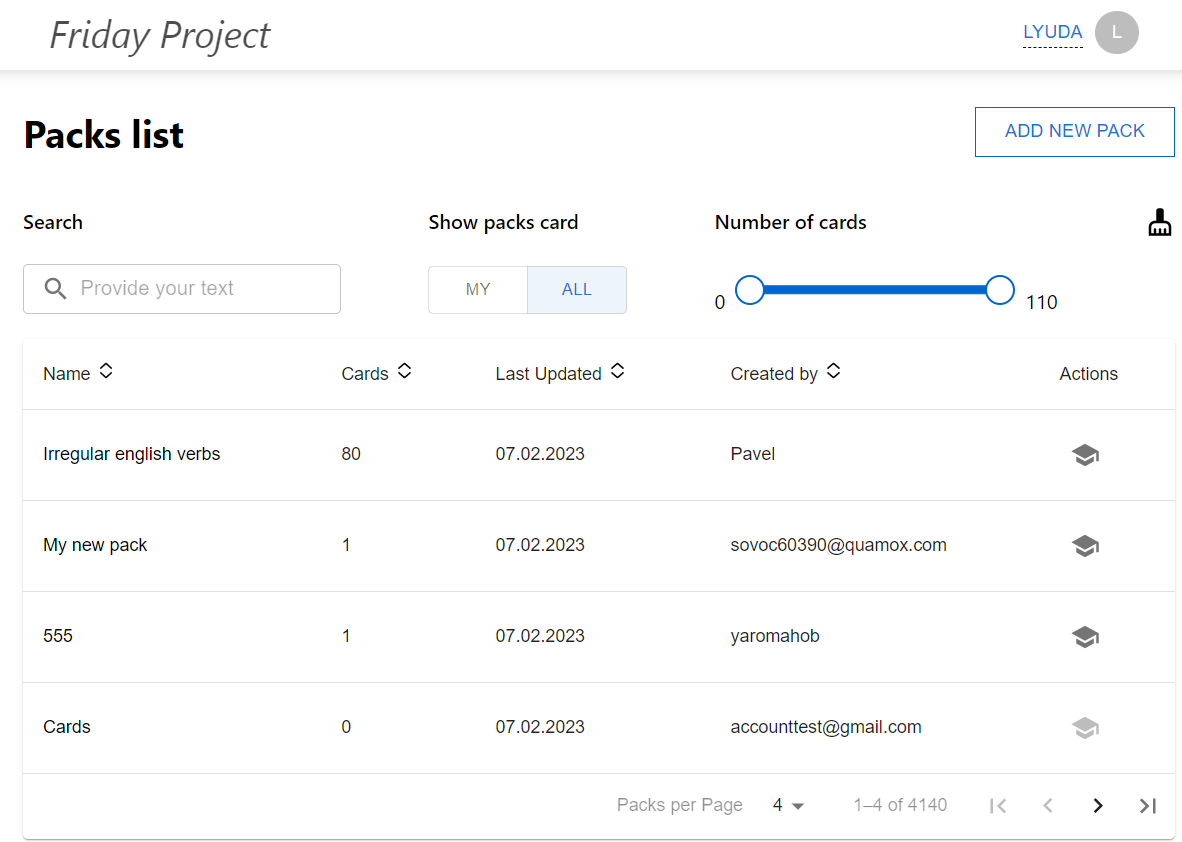 Friday Project
LYUDA L
Packs list
ADD NEW PACK
Search Show packs card Number of cards
Provide your text MY ALL 0 110
Name Cards Last Updated Created by Actions
Irregular english verbs 80 07.02.2023 Pavel
My new pack 1 07.02.2023 sovoc60390@quamox.com
555 1 07.02.2023 yaromahob
Cards 0 07.02.2023 accounttest@gmail.com
Packs per Page 4 1–4 of 4140